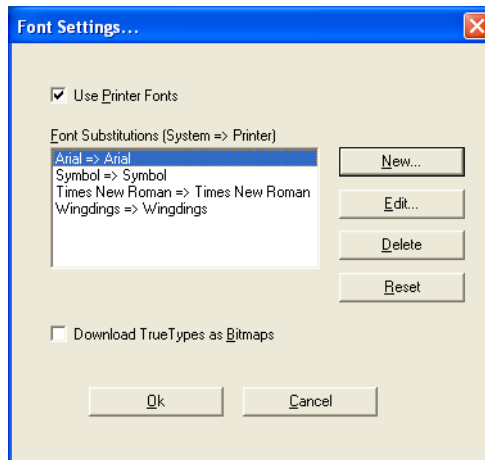 Font Settings...
Use Printer Fonts
Font Substitutions (System => Printer)
Arial => Arial
Symbol => Symbol
Times New Roman => Times New Roman
Wingdings => Wingdings
New...
Edit...
Delete
Reset
Download TrueTypes as Bitmaps
Ok Cancel